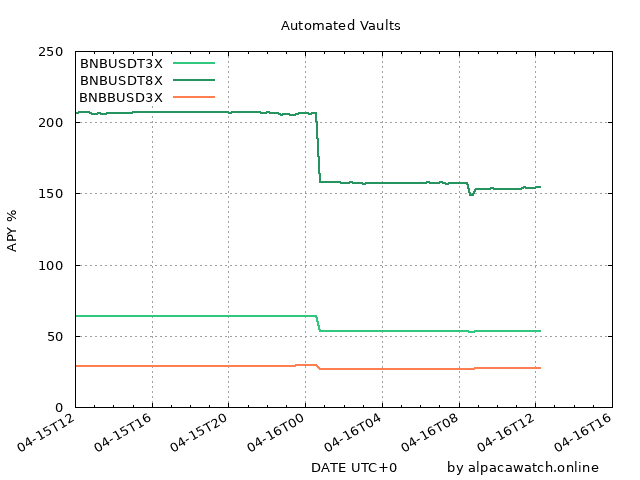 Automated Vaults
250
200
150
100
50
0
APY %
BNBUSDT3X
BNBUSDT8X
BNBBUSD3X
04-15T12
04-15T16
04-15T20
04-16T00
04-16T04
04-16T08
04-16T12
04-16T16
DATE UTC+0
by alpacawatch.online